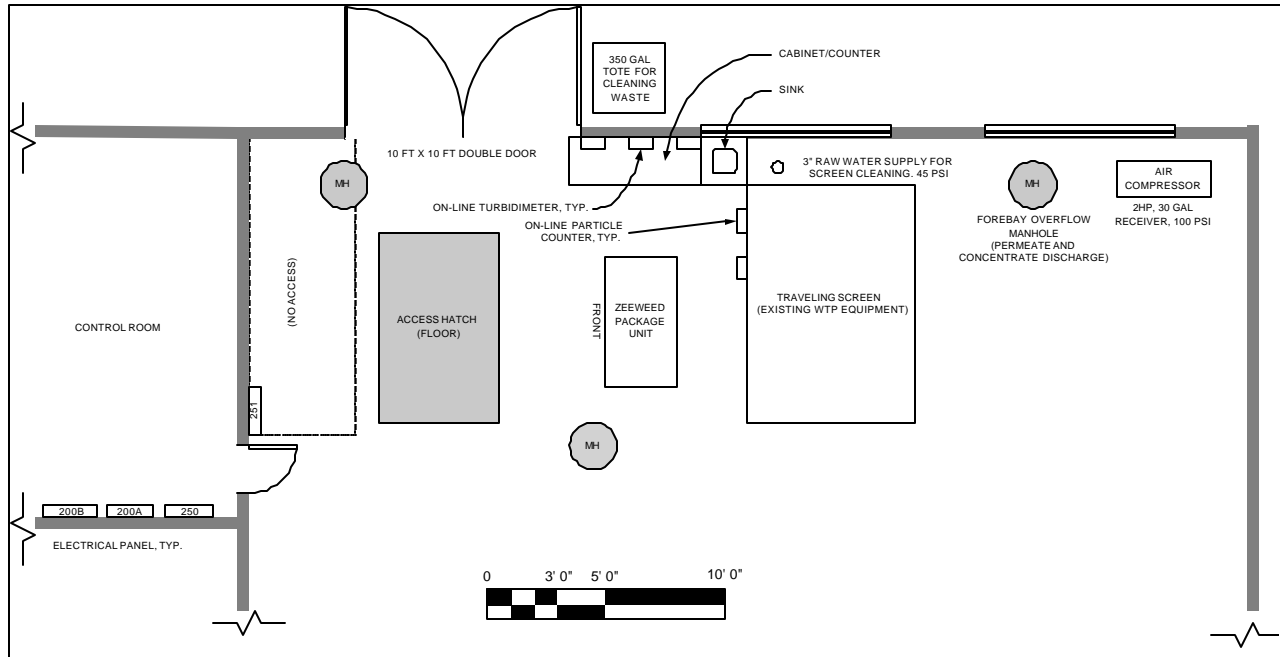 350 GAL
TOTE FOR
CLEANING
WASTE
CABINET/COUNTER
SINK
10 FT X 10 FT DOUBLE DOOR
3" RAW WATER SUPPLY FOR
SCREEN CLEANING. 45 PSI
MH
MH
AIR
COMPRESSOR
2HP, 30 GAL
RECEIVER, 100 PSI
ON-LINE TURBIDIMETER, TYP.
ON-LINE PARTICLE
COUNTER, TYP.
FOREBAY OVERFLOW
MANHOLE
(PERMEATE AND
CONCENTRATE DISCHARGE)
CONTROL ROOM
(NO ACCESS)
ACCESS HATCH
(FLOOR)
FRONT
ZEEWEED
PACKAGE
UNIT
TRAVELING SCREEN
(EXISTING WTP EQUIPMENT)
251
MH
200B
200A
250
ELECTRICAL PANEL, TYP.
0
3' 0"
5' 0"
10' 0"